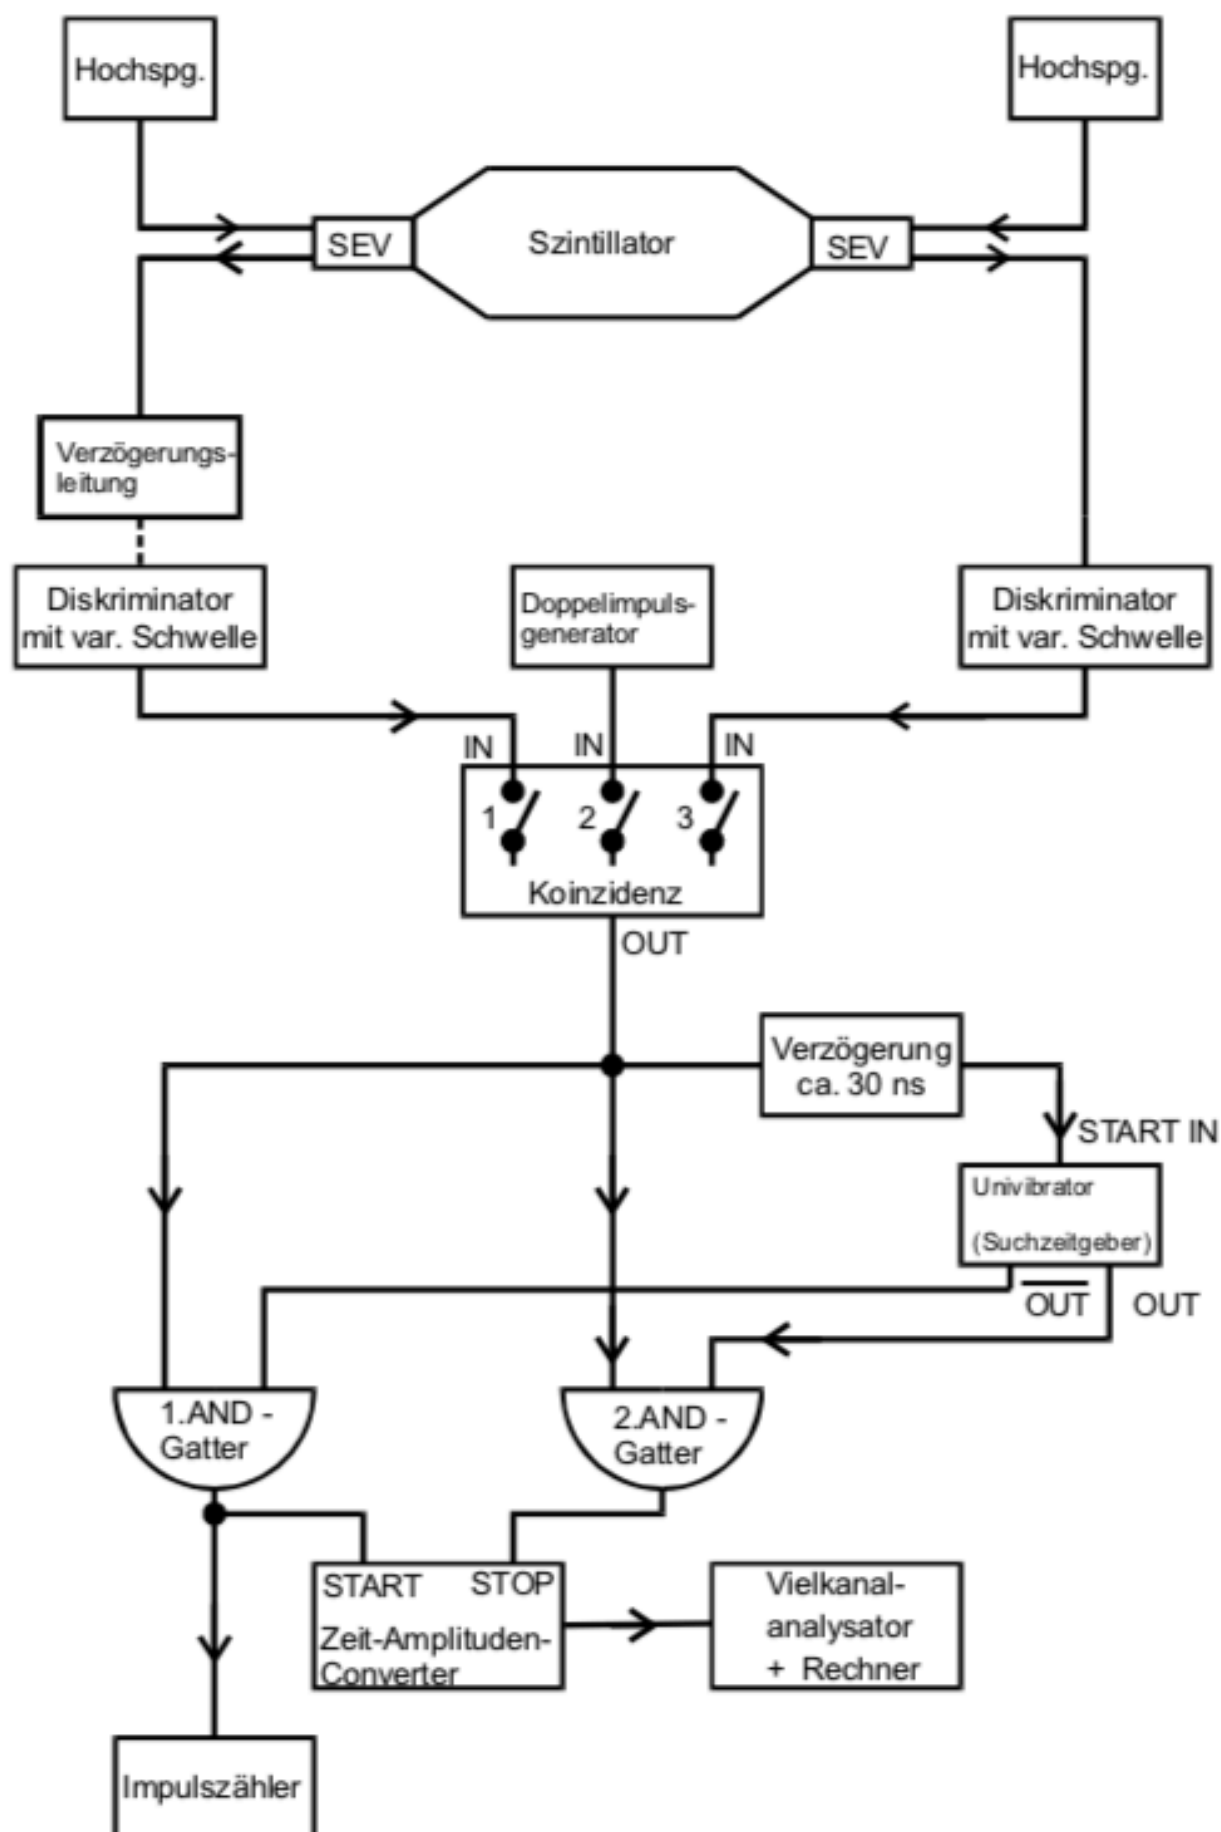 Hochspg.
Hochspg.
SEV
Szintillator
SEV
Verzögerungs-
leitung
Diskriminator
mit var. Schwelle
Doppelimpuls-
generator
Diskriminator
mit var. Schwelle
IN
IN
IN
1
2
3
Koinzidenz
OUT
Verzögerung
ca. 30 ns
START IN
Univibrator
(Suchzeitgeber)
OUT
OUT
1.AND -
Gatter
2.AND -
Gatter
START
STOP
Zeit-Amplituden-
Converter
Vielkanal-
analysator
+ Rechner
Impulszähler